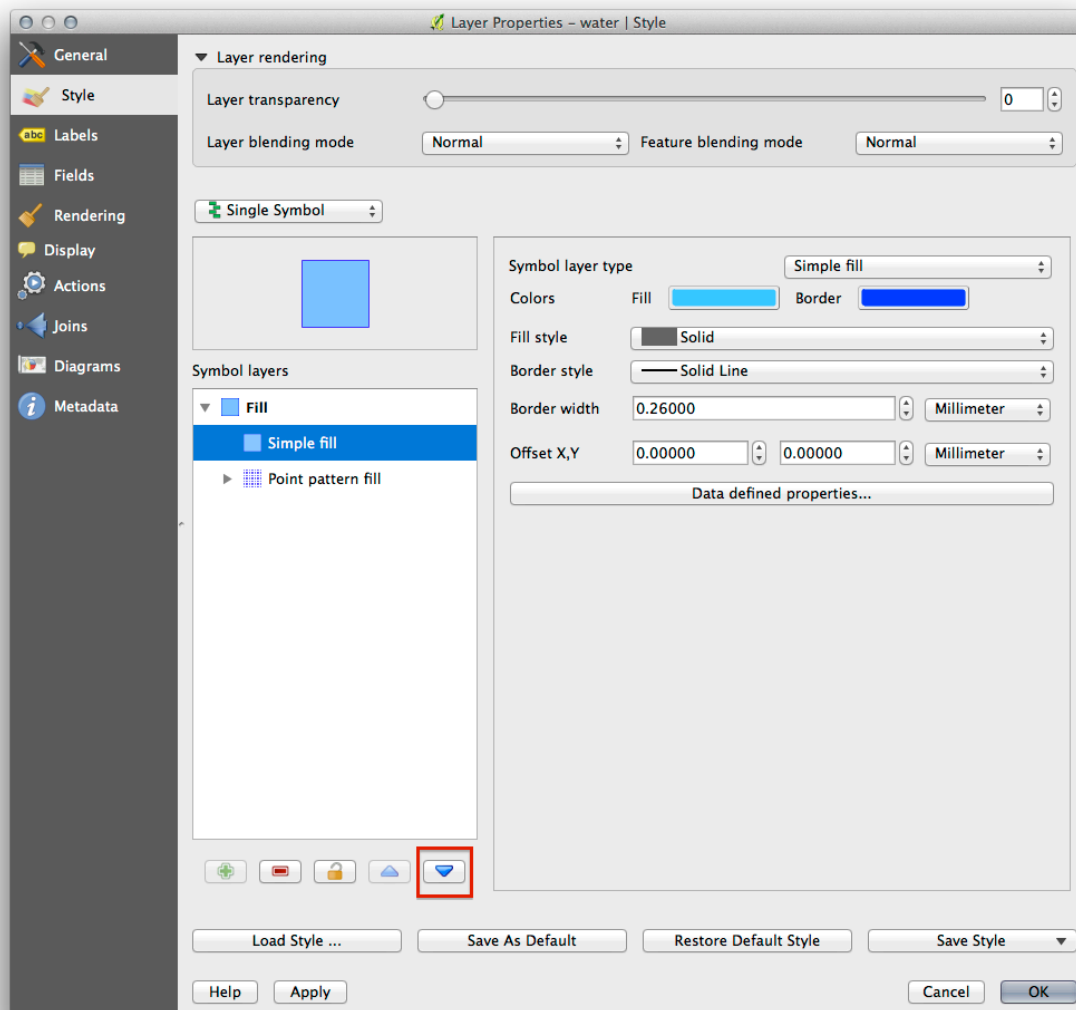 Layer Properties – water | Style
General
Style
abc Labels
Fields
Rendering
Display
Actions
Joins
Diagrams
i Metadata
Layer rendering
Layer transparency 0
Layer blending mode Normal Feature blending mode Normal
Single Symbol
Symbol layers
Fill
Simple fill
Point pattern fill
Symbol layer type Simple fill
Colors Fill Border
Fill style Solid
Border style Solid Line
Border width 0.26000 Millimeter
Offset X,Y 0.00000 0.00000 Millimeter
Data defined properties...
Load Style ... Save As Default Restore Default Style Save Style
Help Apply Cancel OK